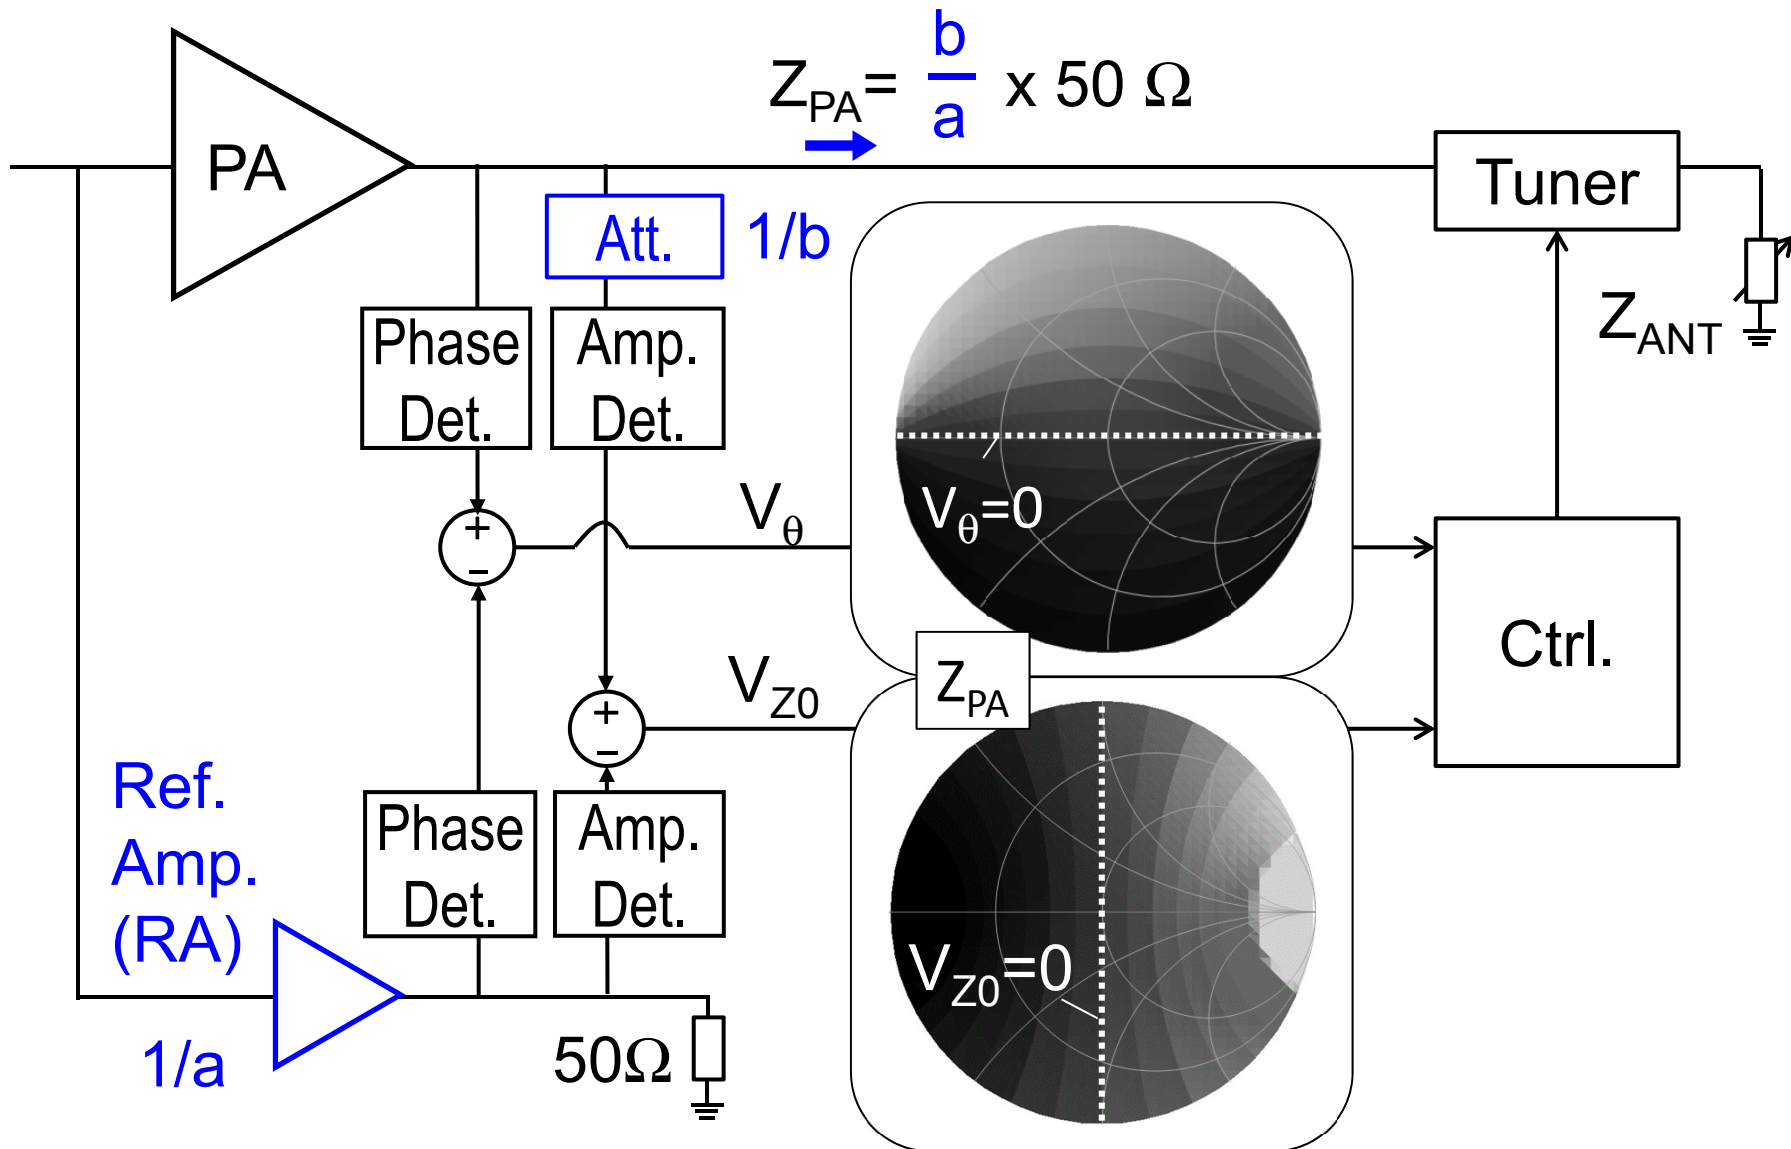 Z_PA = b/a x 50 Ω
PA
Tuner
Att.
1/b
Z_ANT
Phase
Det.
Amp.
Det.
V_θ=0
+
−
V_θ
Ctrl.
V_Z0
Z_PA
+
−
Ref.
Amp.
(RA)
Phase
Det.
Amp.
Det.
V_Z0=0
1/a
50Ω